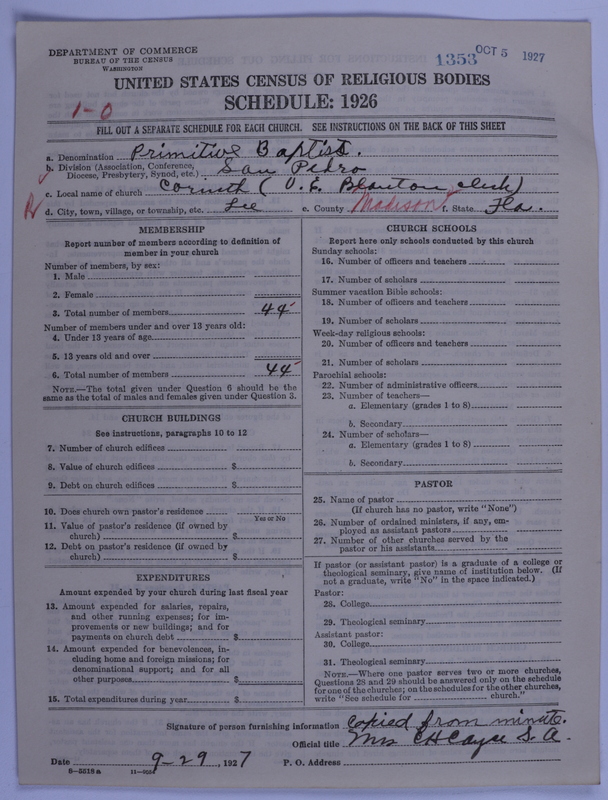 DEPARTMENT OF COMMERCE
BUREAU OF THE CENSUS
WASHINGTON
1353 OCT 5 1927
UNITED STATES CENSUS OF RELIGIOUS BODIES
SCHEDULE: 1926
1-0
FILL OUT A SEPARATE SCHEDULE FOR EACH CHURCH. SEE INSTRUCTIONS ON THE BACK OF THIS SHEET
a. Denomination Primitive Baptist.
b. Division (Association, Conference, Diocese, Presbytery, Synod, etc.) San Pedro
c. Local name of church Corinth ( U. E. Blanton, clerk)
d. City, town, village, or township, etc. Lee e. County Madison f. State Fla.
MEMBERSHIP
Report number of members according to definition of
member in your church
Number of members, by sex:
1. Male
2. Female
3. Total number of members 44
Number of members under and over 13 years old:
4. Under 13 years of age
5. 13 years old and over
6. Total number of members 44
NOTE.—The total given under Question 6 should be the
same as the total of males and females given under Question 3.
CHURCH BUILDINGS
See instructions, paragraphs 10 to 12
7. Number of church edifices
8. Value of church edifices $
9. Debt on church edifices $
10. Does church own pastor's residence
Yes or No
11. Value of pastor's residence (if owned by
church) $
12. Debt on pastor's residence (if owned by
church) $
EXPENDITURES
Amount expended by your church during last fiscal year
13. Amount expended for salaries, repairs,
and other running expenses; for im-
provements or new buildings; and for
payments on church debt $
14. Amount expended for benevolences, in-
cluding home and foreign missions; for
denominational support; and for all
other purposes $
15. Total expenditures during year $
CHURCH SCHOOLS
Report here only schools conducted by this church
Sunday schools:
16. Number of officers and teachers
17. Number of scholars
Summer vacation Bible schools:
18. Number of officers and teachers
19. Number of scholars
Week-day religious schools:
20. Number of officers and teachers
21. Number of scholars
Parochial schools:
22. Number of administrative officers
23. Number of teachers—
a. Elementary (grades 1 to 8)
b. Secondary
24. Number of scholars—
a. Elementary (grades 1 to 8)
b. Secondary
PASTOR
25. Name of pastor
(If church has no pastor, write "None")
26. Number of ordained ministers, if any, em-
ployed as assistant pastors
27. Number of other churches served by the
pastor or his assistants
If pastor (or assistant pastor) is a graduate of a college or
theological seminary, give name of institution below. (If
not a graduate, write "No" in the space indicated.)
Pastor:
28. College
29. Theological seminary
Assistant pastor:
30. College
31. Theological seminary
NOTE.—Where one pastor serves two or more churches,
Questions 28 and 29 should be answered only on the schedule
for one of the churches; on the schedules for the other churches,
write "See schedule for church."
Signature of person furnishing information Copied from minute.
Official title Mrs C H Cayce S. A.
Date 9-29, 1927 P. O. Address
8-5519 a